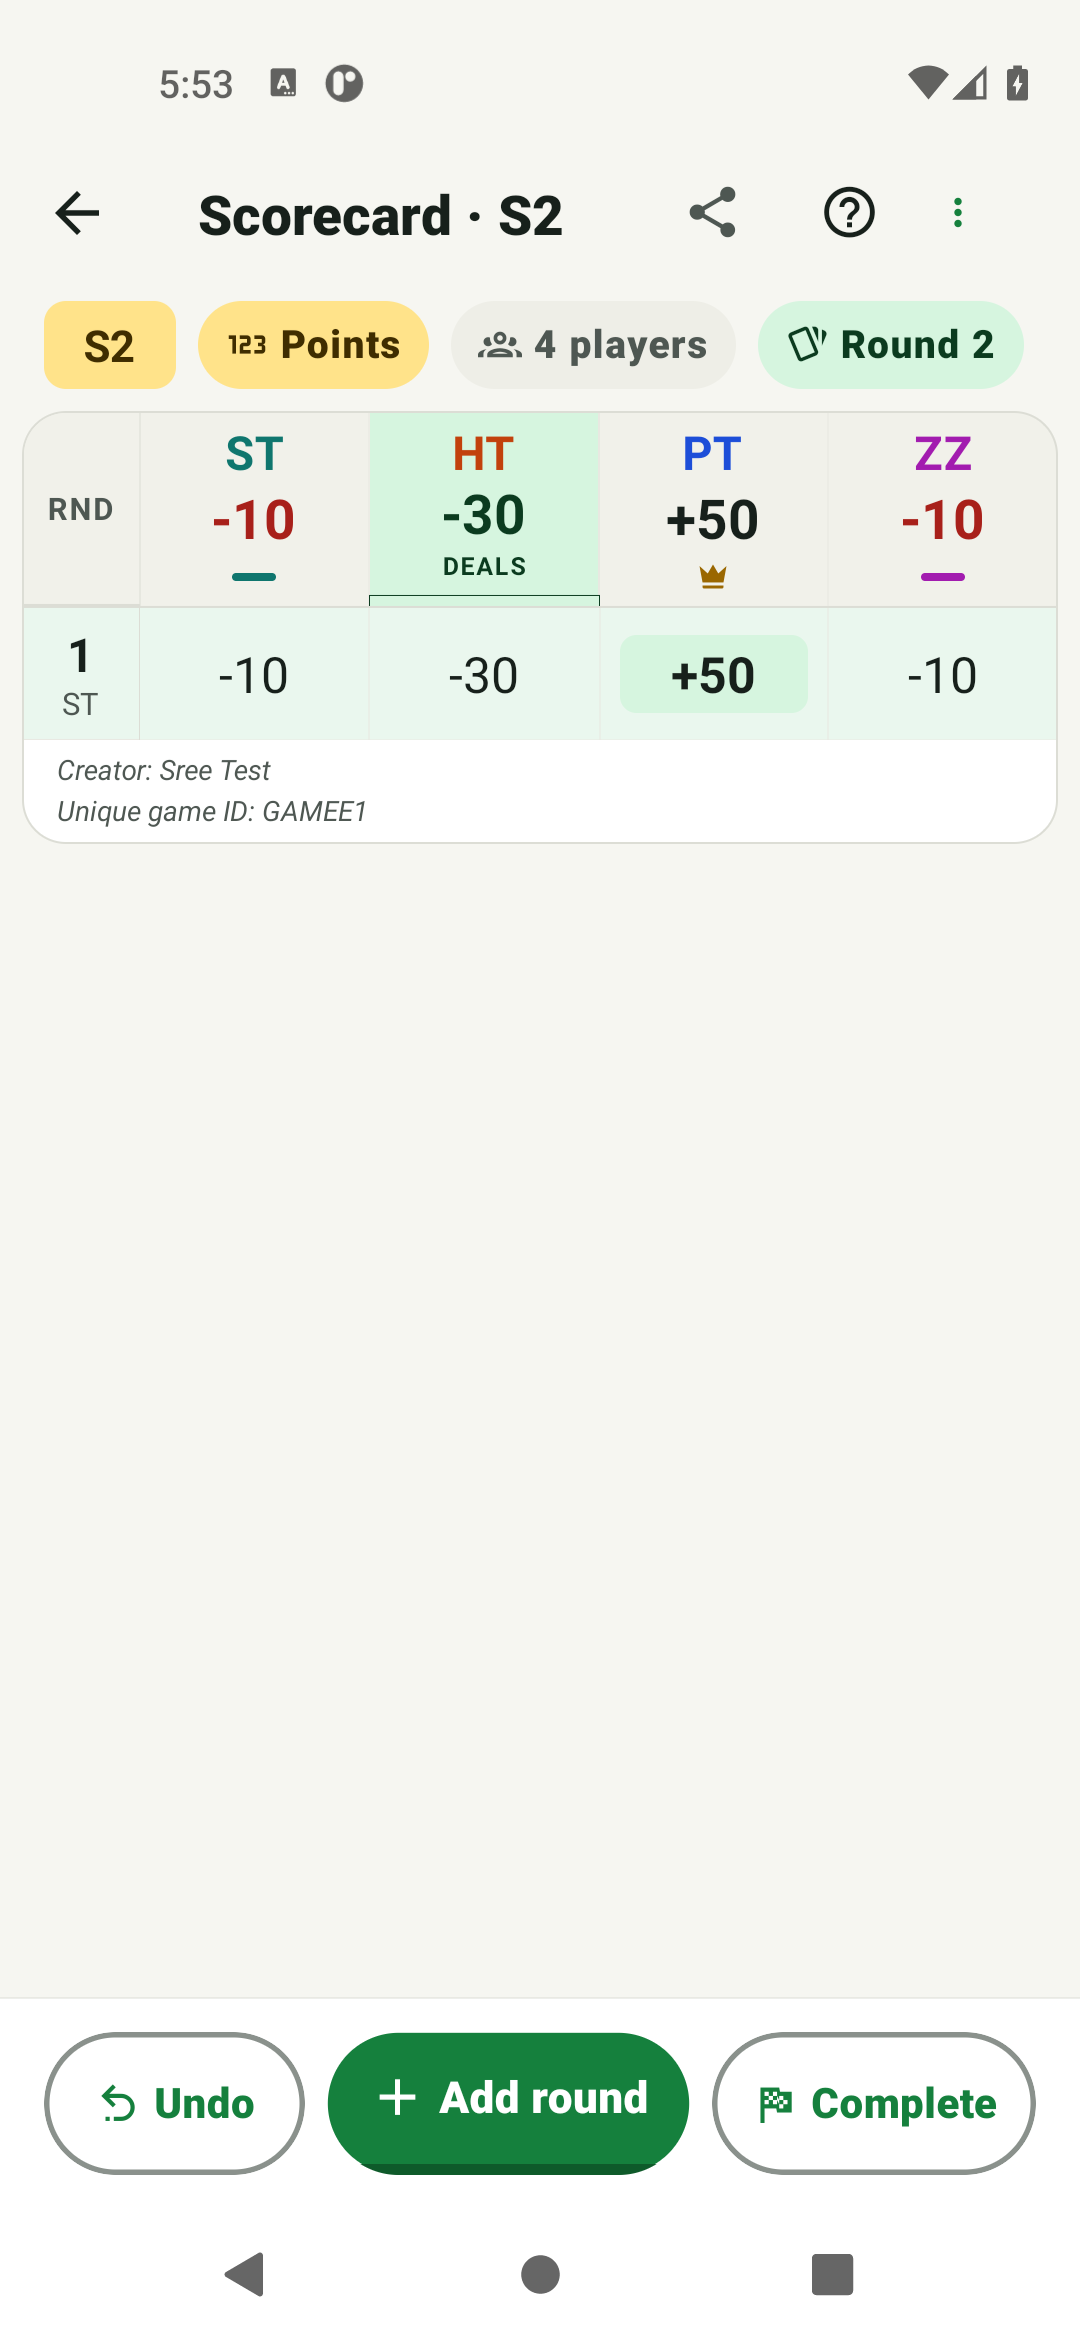 5:53
Scorecard · S2
S2
123 Points
4 players
Round 2
RND
ST
HT
PT
ZZ
-10
-30
+50
-10
DEALS
1
ST
-10
-30
+50
-10
Creator: Sree Test
Unique game ID: GAMEE1
Undo
+ Add round
Complete